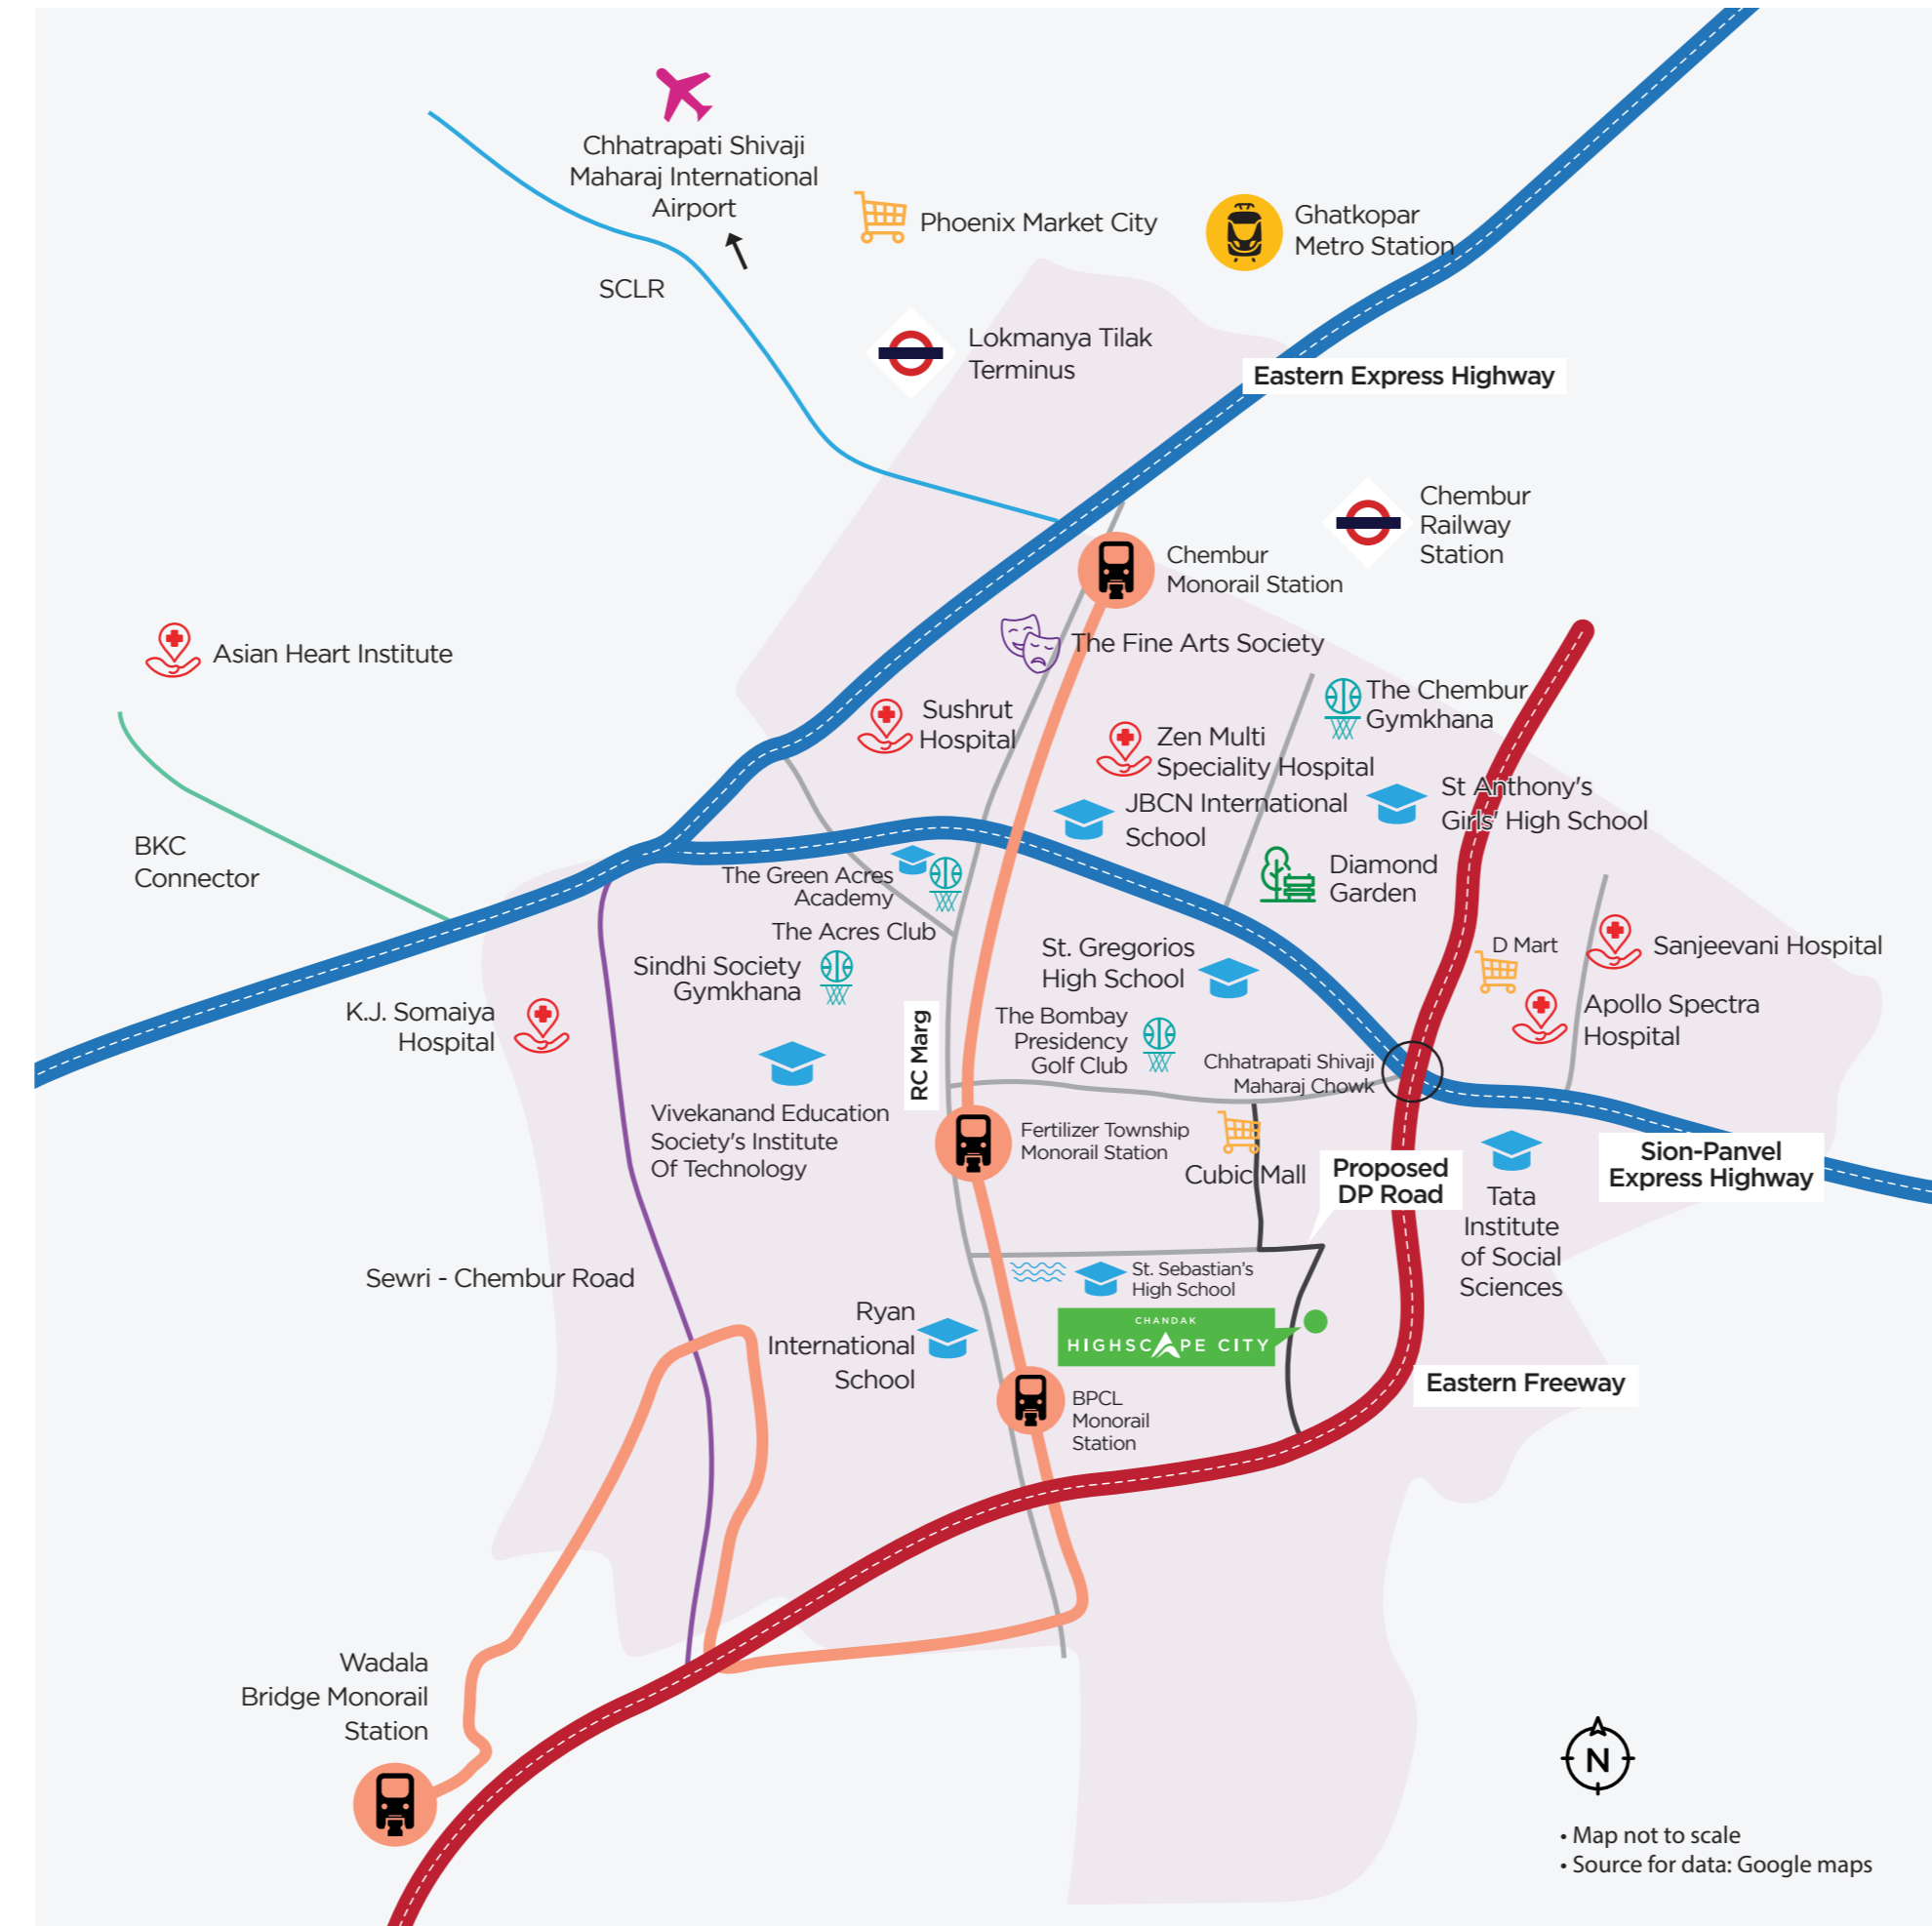 Chhatrapati Shivaji
Maharaj International
Airport
Phoenix Market City
Ghatkopar
Metro Station
SCLR
Lokmanya Tilak
Terminus
Eastern Express Highway
Chembur
Railway
Station
Chembur
Monorail Station
The Fine Arts Society
Asian Heart Institute
Sushrut
Hospital
The Chembur
Gymkhana
Zen Multi
Speciality Hospital
JBCN International
School
St Anthony's
Girls' High School
BKC
Connector
The Green Acres
Academy
Diamond
Garden
The Acres Club
Sindhi Society
Gymkhana
St. Gregorios
High School
D Mart
Sanjeevani Hospital
K.J. Somaiya
Hospital
RC Marg
The Bombay
Presidency
Golf Club
Apollo Spectra
Hospital
Chhatrapati Shivaji
Maharaj Chowk
Vivekanand Education
Society's Institute
Of Technology
Fertilizer Township
Monorail Station
Cubic Mall
Proposed
DP Road
Sion-Panvel
Express Highway
Tata
Institute
of Social
Sciences
Sewri - Chembur Road
St. Sebastian's
High School
Ryan
International
School
CHANDAK
HIGHSCAPE CITY
BPCL
Monorail
Station
Eastern Freeway
Wadala
Bridge Monorail
Station
N
• Map not to scale
• Source for data: Google maps